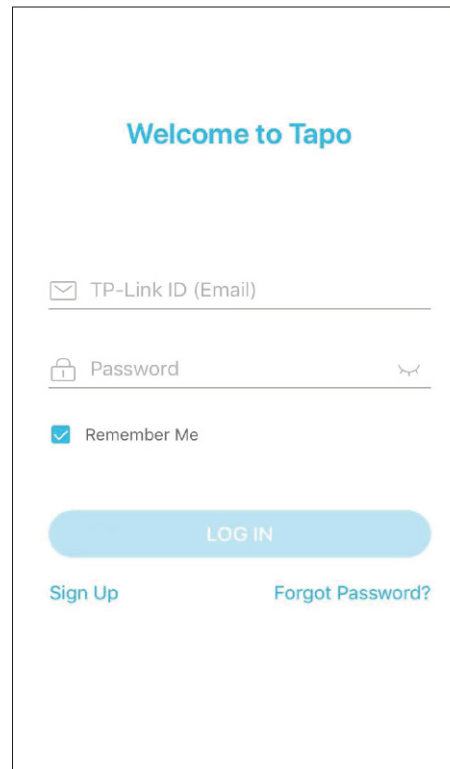 Welcome to Tapo
TP-Link ID (Email)
Password
Remember Me
LOG IN
Sign Up
Forgot Password?